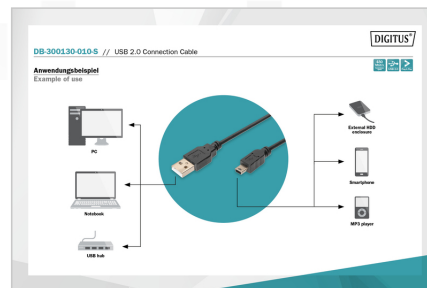 DIGITUS®
DB-300130-010-S // USB 2.0 Connection Cable
Anwendungsbeispiel
Example of use
PC
Notebook
USB hub
External HDD
enclosure
Smartphone
MP3 player